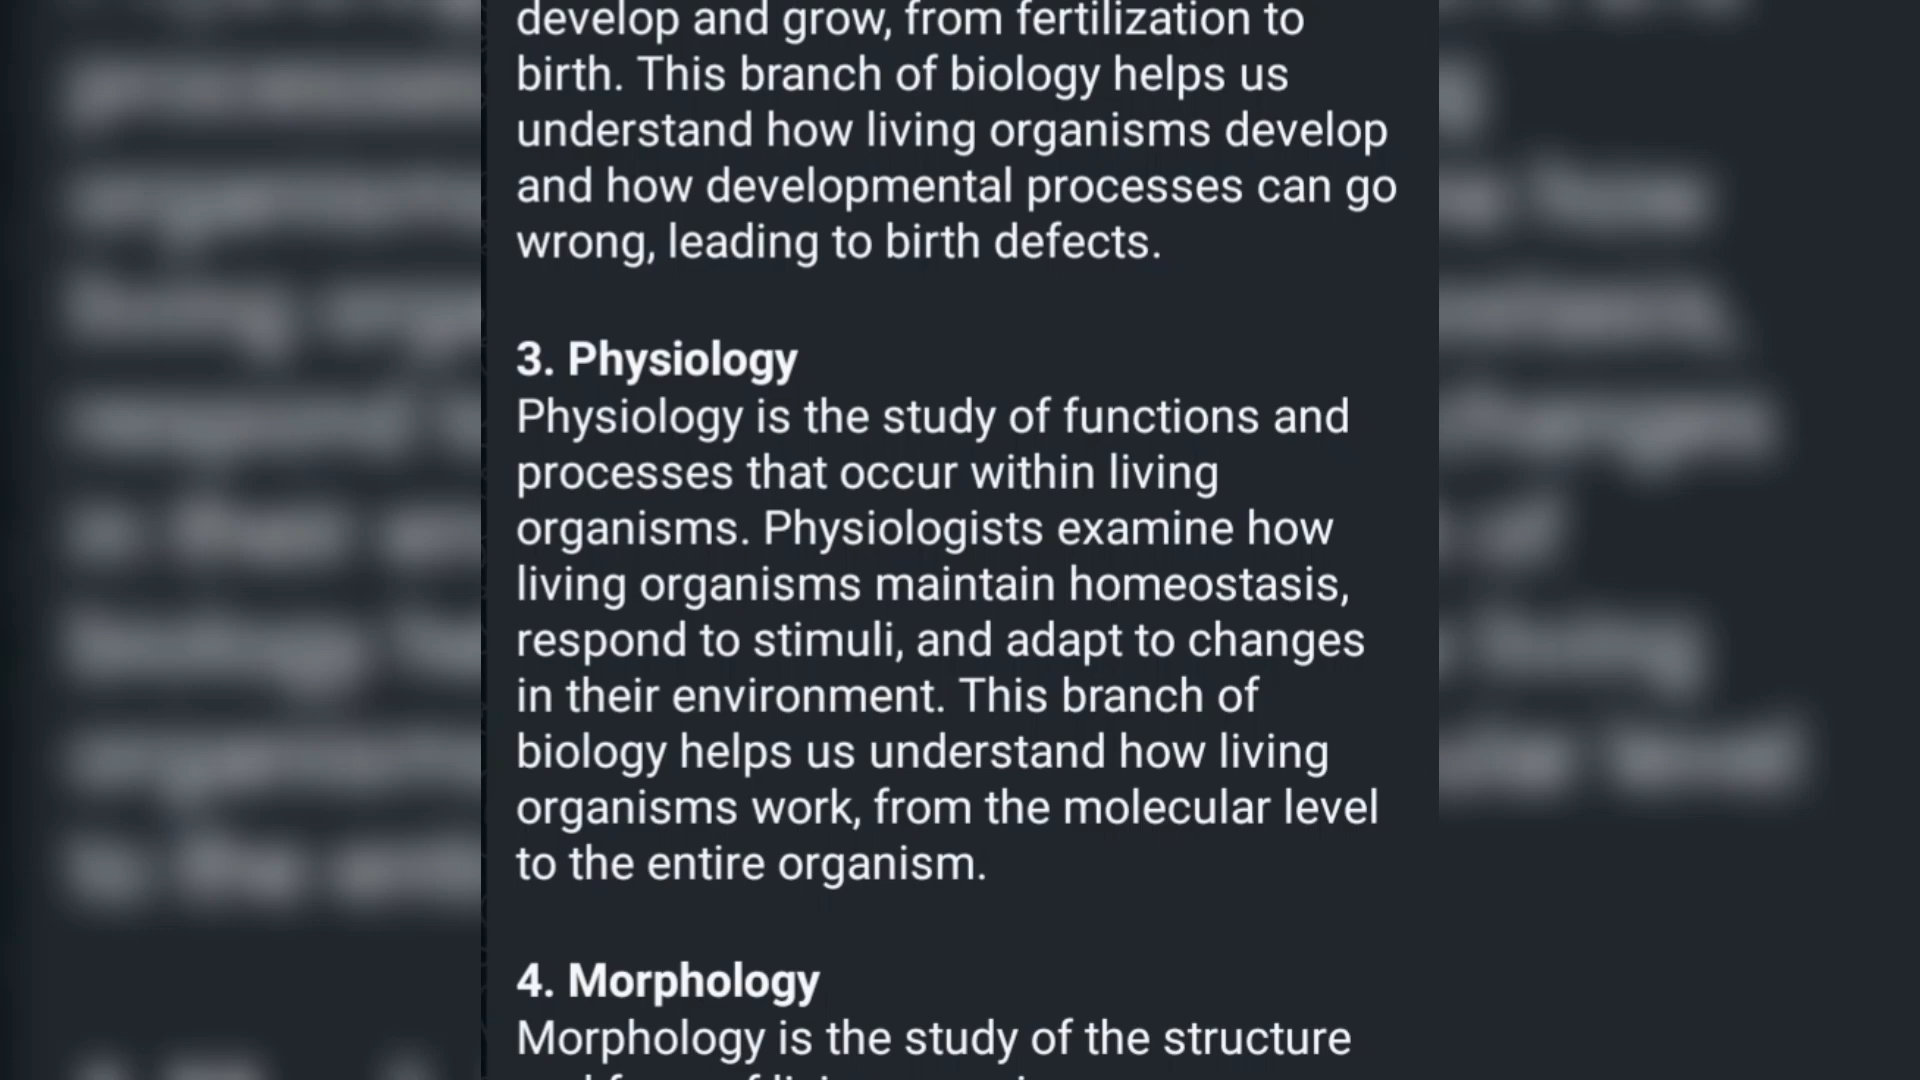 develop and grow, from fertilization to
birth. This branch of biology helps us
understand how living organisms develop
and how developmental processes can go
wrong, leading to birth defects.
3. Physiology
Physiology is the study of functions and
processes that occur within living
organisms. Physiologists examine how
living organisms maintain homeostasis,
respond to stimuli, and adapt to changes
in their environment. This branch of
biology helps us understand how living
organisms work, from the molecular level
to the entire organism.
4. Morphology
Morphology is the study of the structure